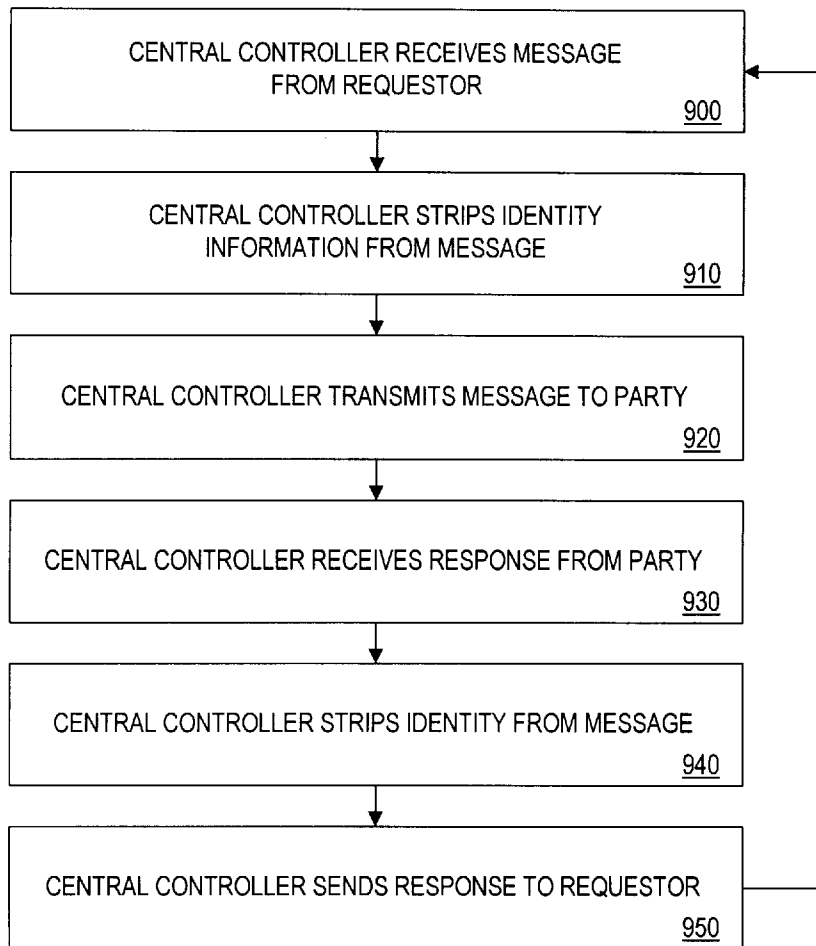 CENTRAL CONTROLLER RECEIVES MESSAGE
FROM REQUESTOR
900
CENTRAL CONTROLLER STRIPS IDENTITY
INFORMATION FROM MESSAGE
910
CENTRAL CONTROLLER TRANSMITS MESSAGE TO PARTY
920
CENTRAL CONTROLLER RECEIVES RESPONSE FROM PARTY
930
CENTRAL CONTROLLER STRIPS IDENTITY FROM MESSAGE
940
CENTRAL CONTROLLER SENDS RESPONSE TO REQUESTOR
950